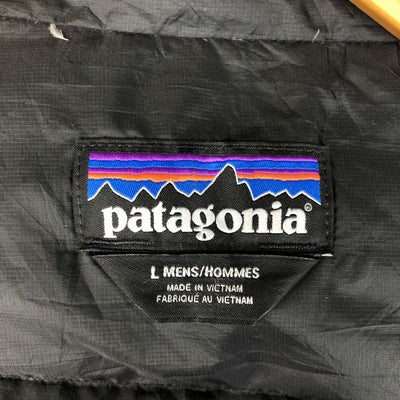 patagonia®
L MENS/HOMMES
MADE IN VIETNAM
FABRIQUÉ AU VIETNAM